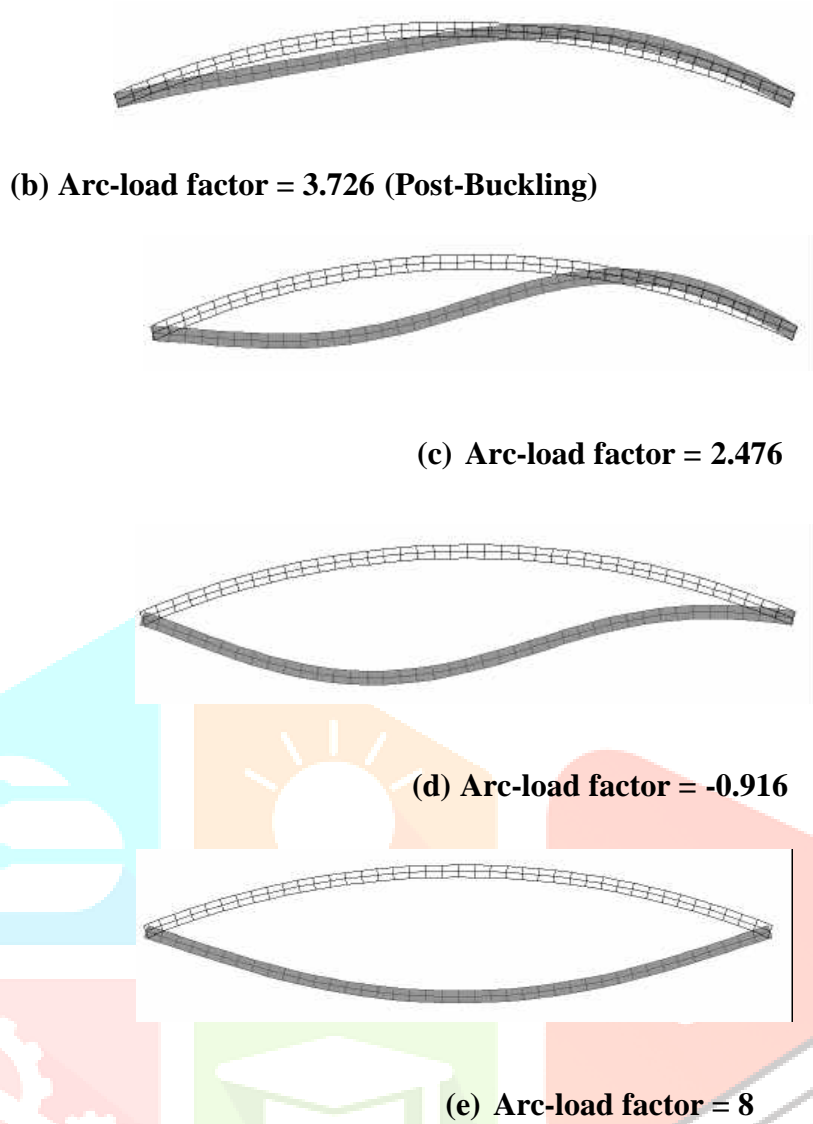 (b) Arc-load factor = 3.726 (Post-Buckling)
(c) Arc-load factor = 2.476
(d) Arc-load factor = -0.916
(e) Arc-load factor = 8